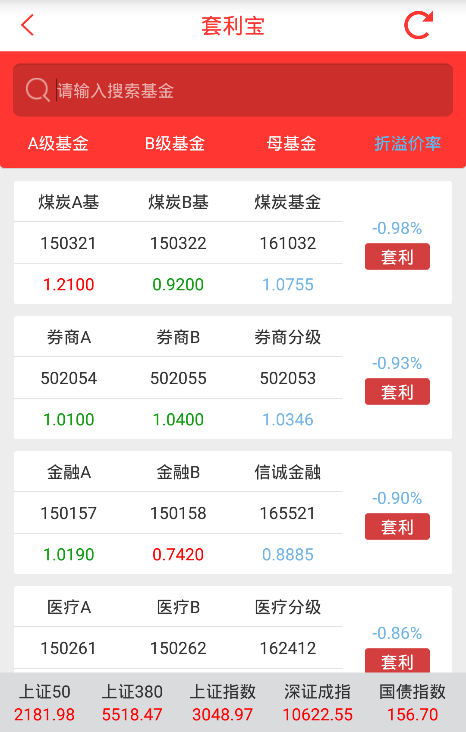 套利宝
请输入搜索基金
A级基金 B级基金 母基金 折溢价率
煤炭A基 煤炭B基 煤炭基金
-0.98%
150321 150322 161032
套利
1.2100 0.9200 1.0755
券商A 券商B 券商分级
-0.93%
502054 502055 502053
套利
1.0100 1.0400 1.0346
金融A 金融B 信诚金融
-0.90%
150157 150158 165521
套利
1.0190 0.7420 0.8885
医疗A 医疗B 医疗分级
-0.86%
150261 150262 162412
套利
上证50 上证380 上证指数 深证成指 国债指数
2181.98 5518.47 3048.97 10622.55 156.70